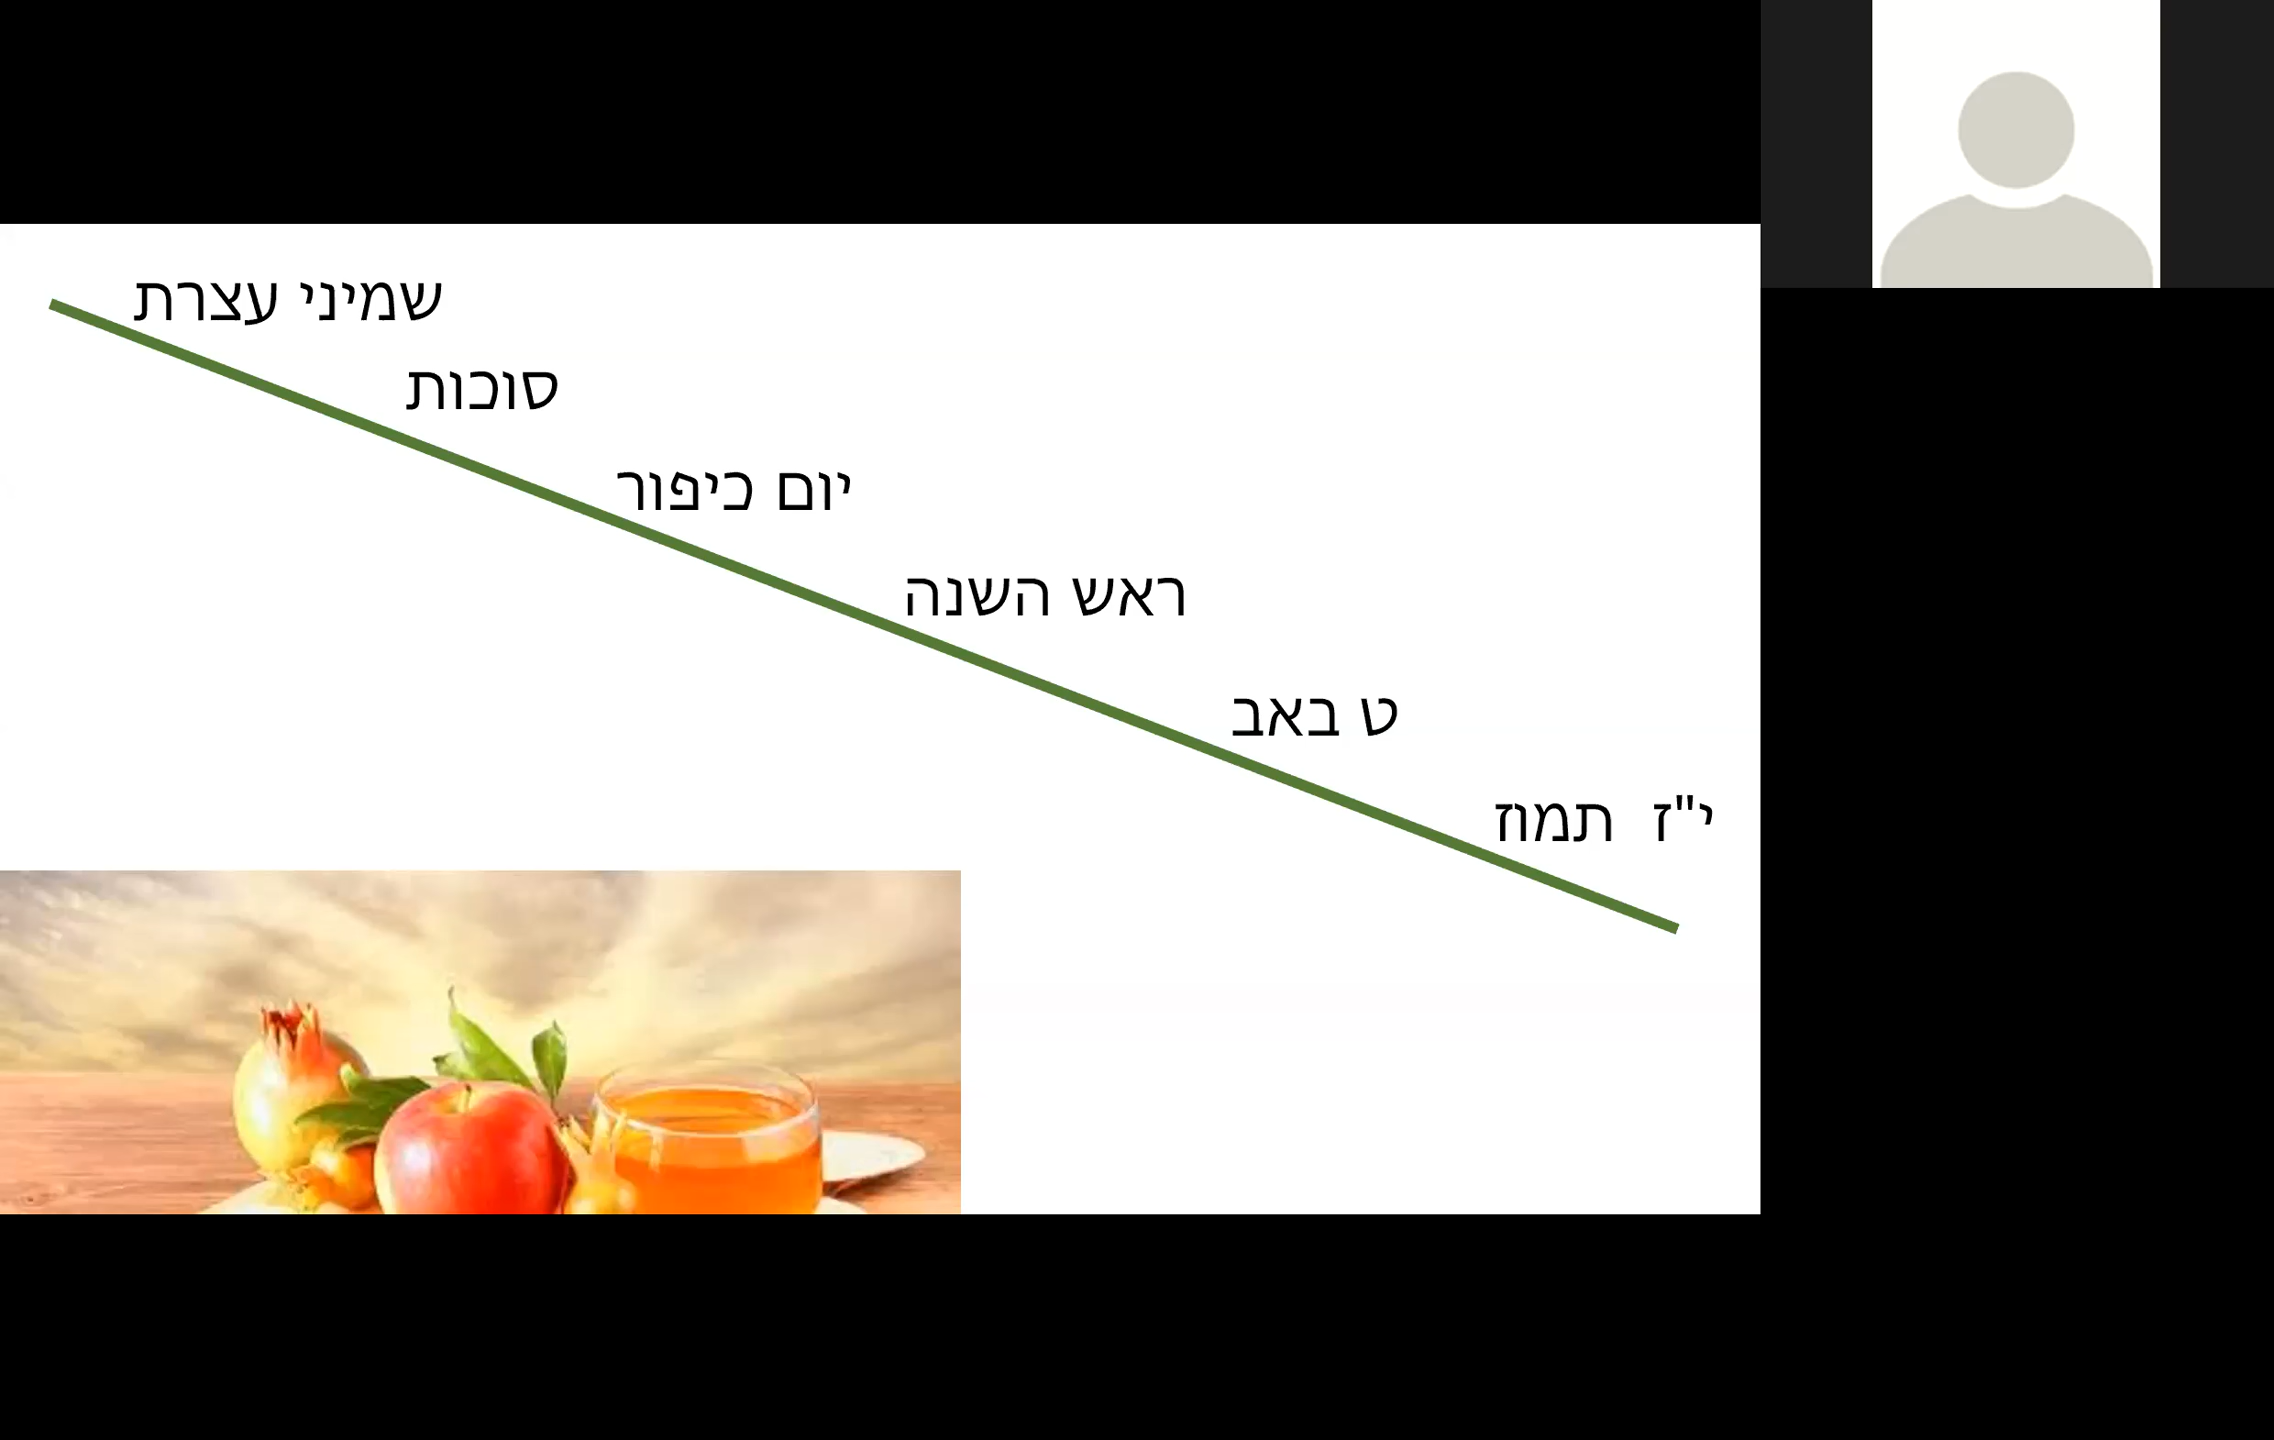 שמיני עצרת
סוכות
יום כיפור
ראש השנה
ט באב
י"ז  תמוז